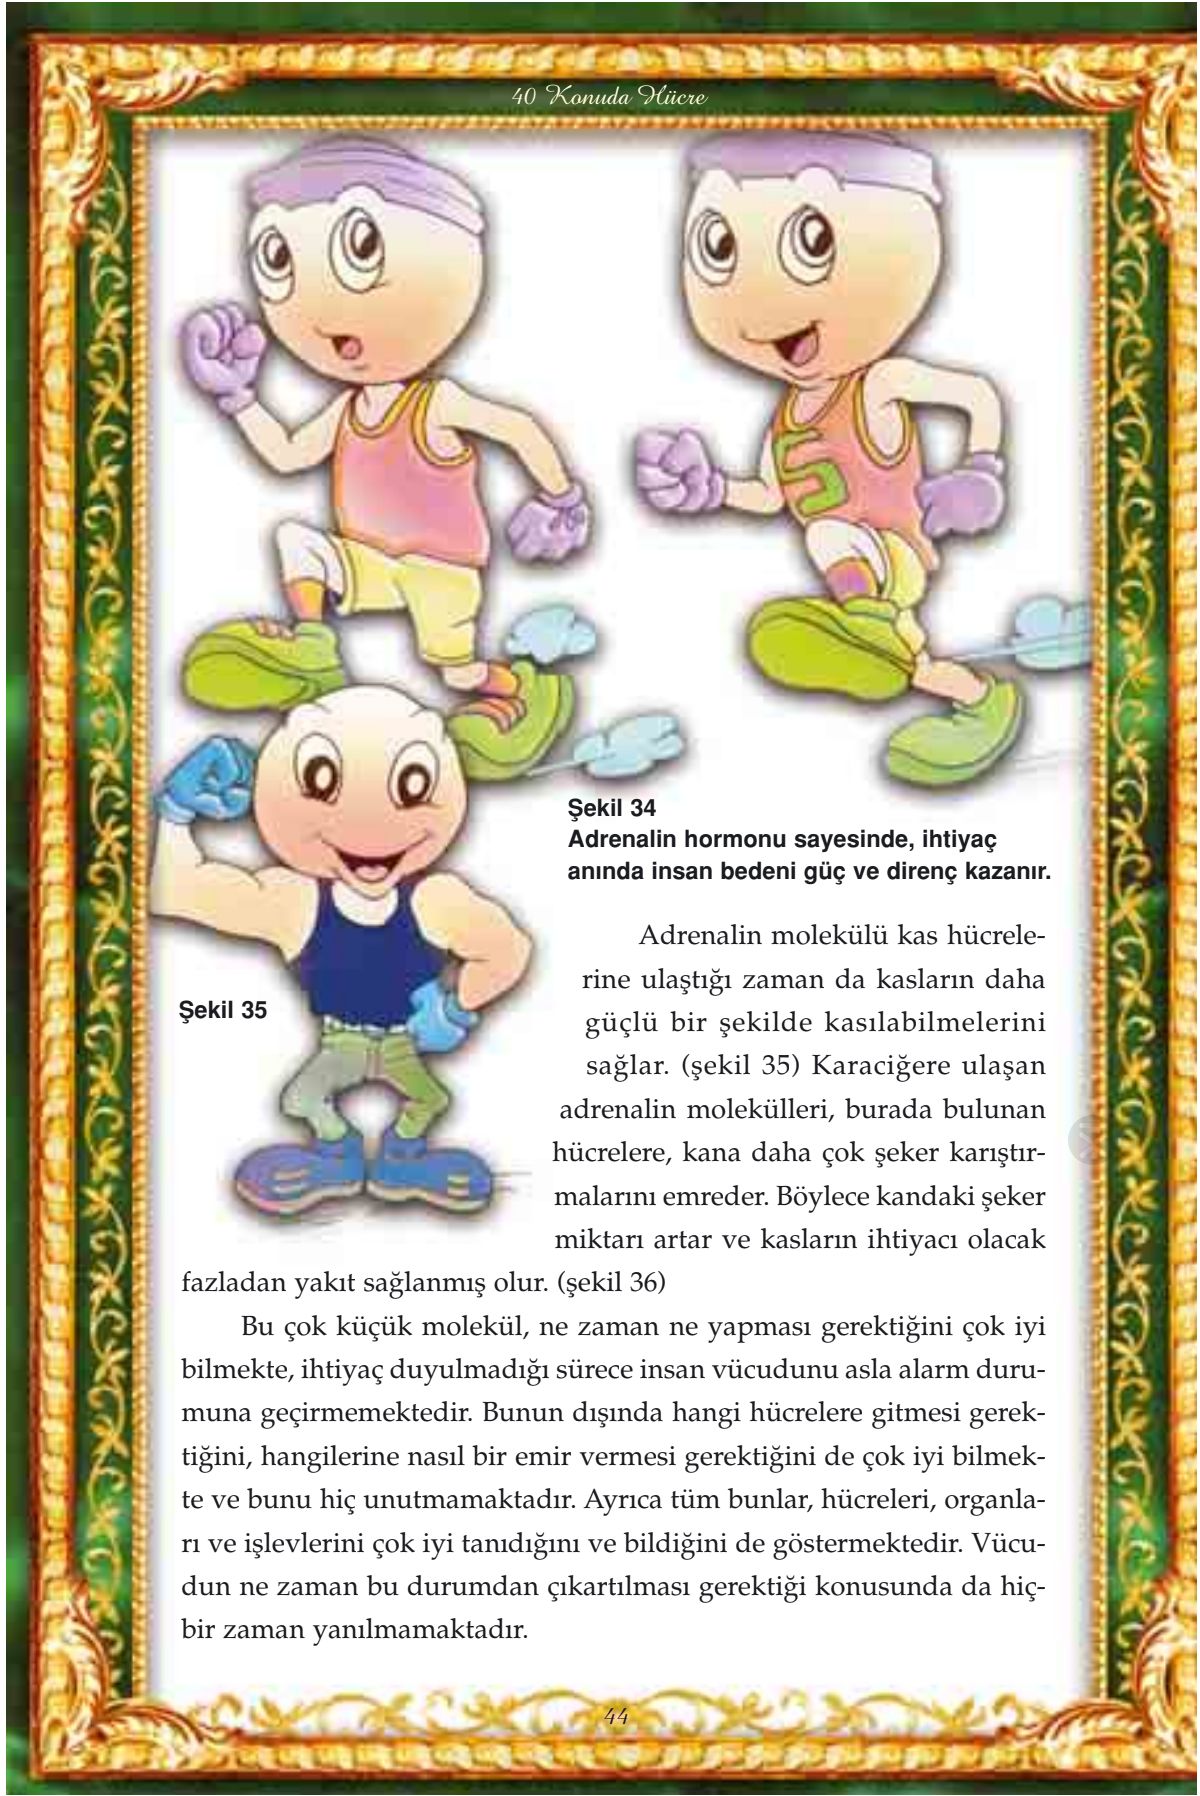 40 Konuda Hücre
5
Şekil 34
Adrenalin hormonu sayesinde, ihtiyaç
anında insan bedeni güç ve direnç kazanır.
Şekil 35
Adrenalin molekülü kas hücrele-
rine ulaştığı zaman da kasların daha
güçlü bir şekilde kasılabilmelerini
sağlar. (şekil 35) Karaciğere ulaşan
adrenalin molekülleri, burada bulunan
hücrelere, kana daha çok şeker karıştır-
malarını emreder. Böylece kandaki şeker
miktarı artar ve kasların ihtiyacı olacak
fazladan yakıt sağlanmış olur. (şekil 36)
Bu çok küçük molekül, ne zaman ne yapması gerektiğini çok iyi
bilmekte, ihtiyaç duyulmadığı sürece insan vücudunu asla alarm duru-
muna geçirmemektedir. Bunun dışında hangi hücrelere gitmesi gerek-
tiğini, hangilerine nasıl bir emir vermesi gerektiğini de çok iyi bilmek-
te ve bunu hiç unutmamaktadır. Ayrıca tüm bunlar, hücreleri, organla-
rı ve işlevlerini çok iyi tanıdığını ve bildiğini de göstermektedir. Vücu-
dun ne zaman bu durumdan çıkartılması gerektiği konusunda da hiç-
bir zaman yanılmamaktadır.
44